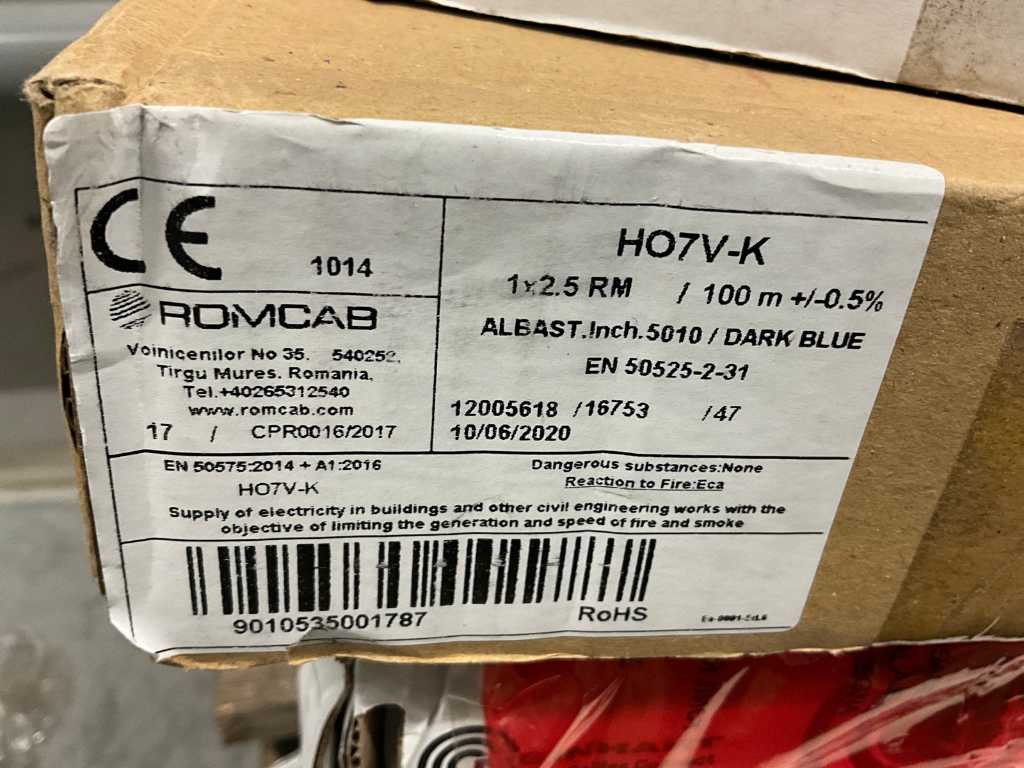 CE
1014
ROMCAB
Voinicenilor No 35. 540252,
Tirgu Mures. Romania,
Tel.+40265312540
www.romcab.com
17 / CPR0016/2017
HO7V-K
1x2.5 RM / 100 m +/-0.5%
ALBAST.Inch.5010 / DARK BLUE
EN 50525-2-31
12005618 /16753 /47
10/06/2020
EN 50575:2014 + A1:2016
HO7V-K
Dangerous substances:None
Reaction to Fire:Eca
Supply of electricity in buildings and other civil engineering works with the
objective of limiting the generation and speed of fire and smoke
9010535001787
RoHS